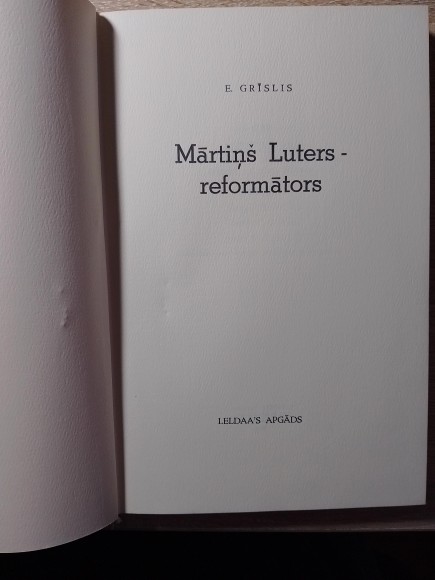 E. GRĪSLIS
Mārtiņš Luters -
reformātors
LELDAA'S APGĀDS